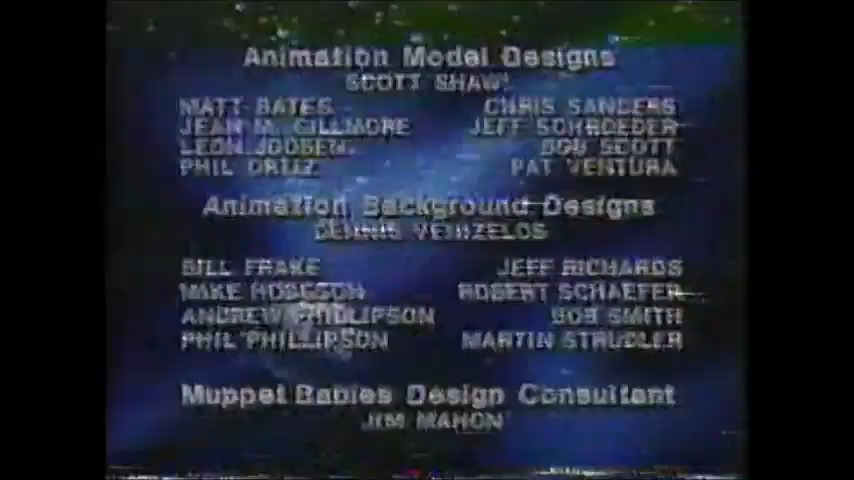 Animation Model Designs
SCOTT SHAW!
MATT BATES CHRIS SANDERS
JEAN M. GILLMORE JEFF SCHROEDER
LEON JOOSEN BOB SCOTT
PHIL ORTIZ PAT VENTURA
Animation Background Designs
DENNIS VENIZELOS
BILL FRAKE JEFF RICHARDS
MIKE HODGSON ROBERT SCHAEFER
ANDREW PHILLIPSON BOB SMITH
PHIL PHILLIPSON MARTIN STRUDLER
Muppet Babies Design Consultant
JIM MAHON